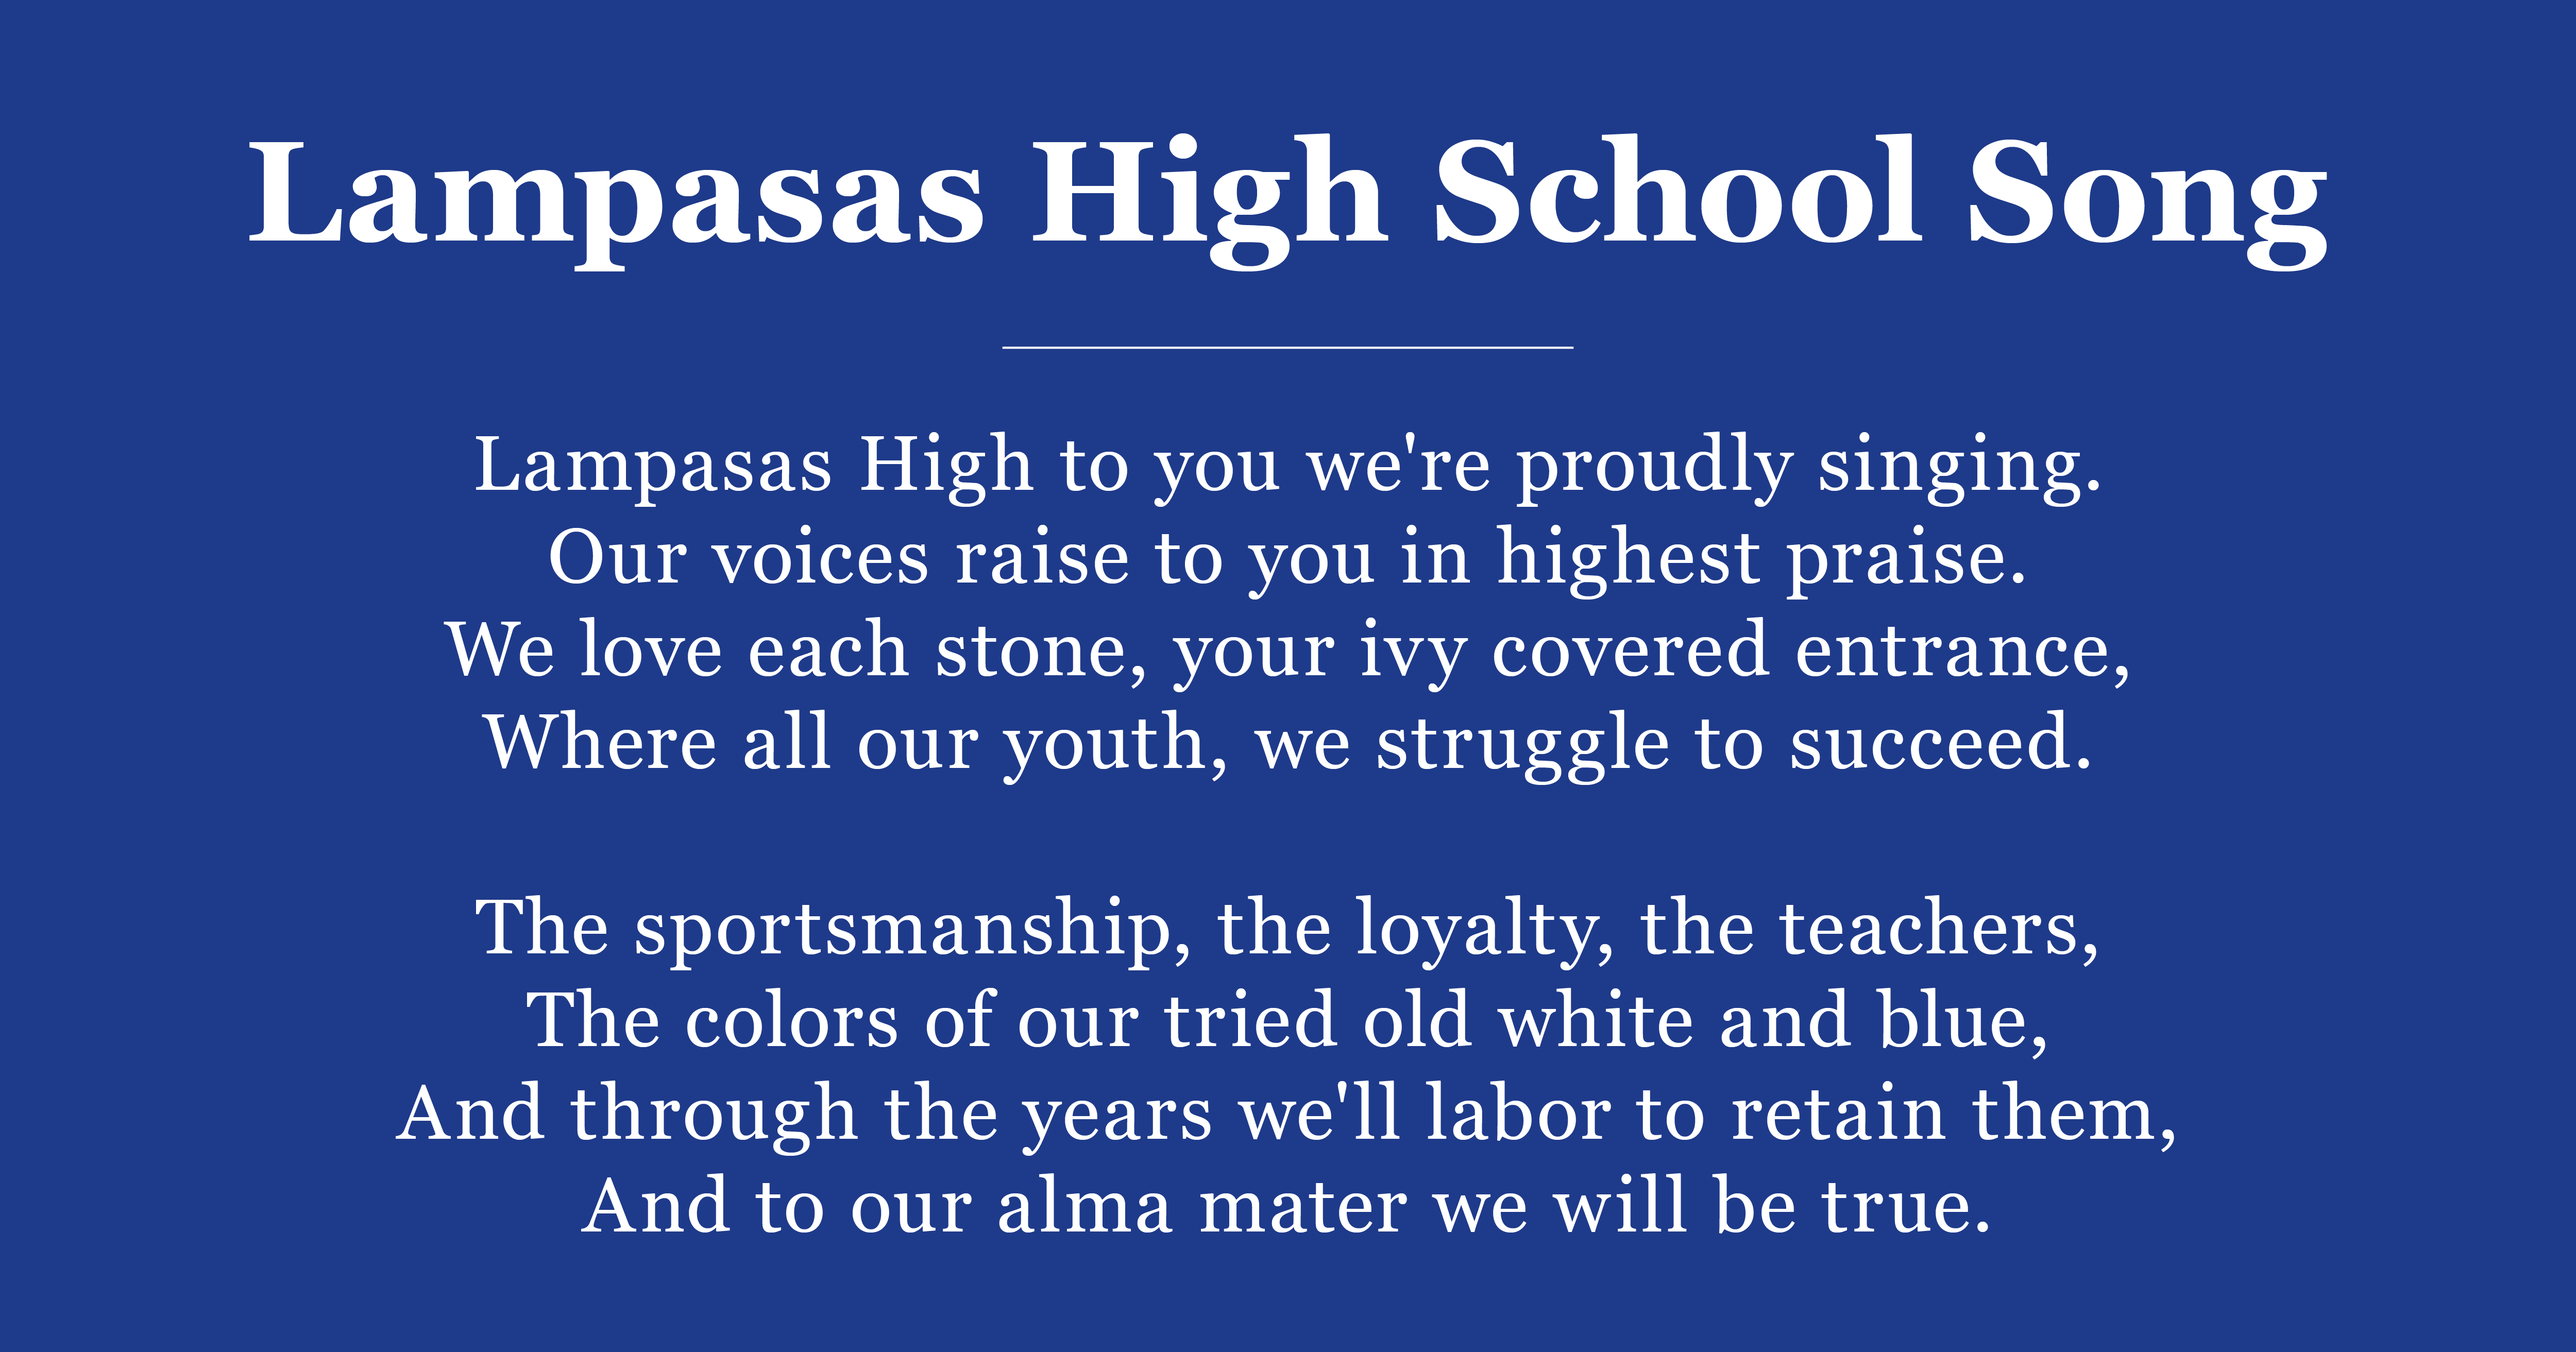 Lampasas High School Song
Lampasas High to you we're proudly singing.
Our voices raise to you in highest praise.
We love each stone, your ivy covered entrance,
Where all our youth, we struggle to succeed.
The sportsmanship, the loyalty, the teachers,
The colors of our tried old white and blue,
And through the years we'll labor to retain them,
And to our alma mater we will be true.